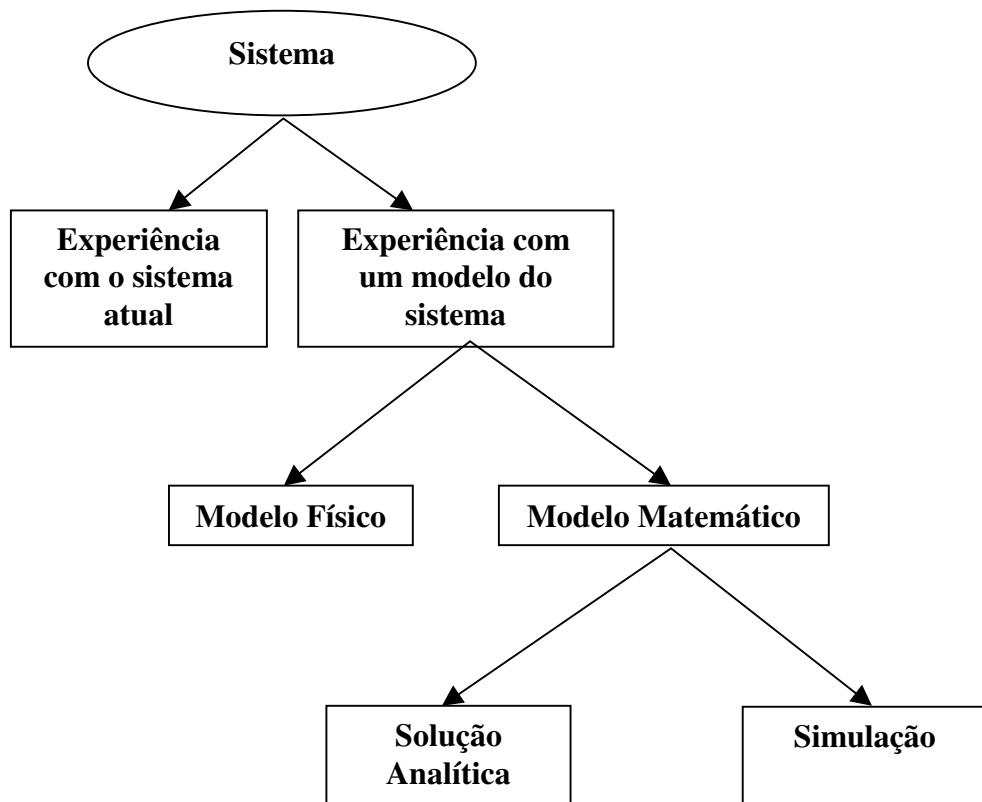 Sistema
Experiência
com o sistema
atual
Experiência com
um modelo do
sistema
Modelo Físico
Modelo Matemático
Solução
Analítica
Simulação